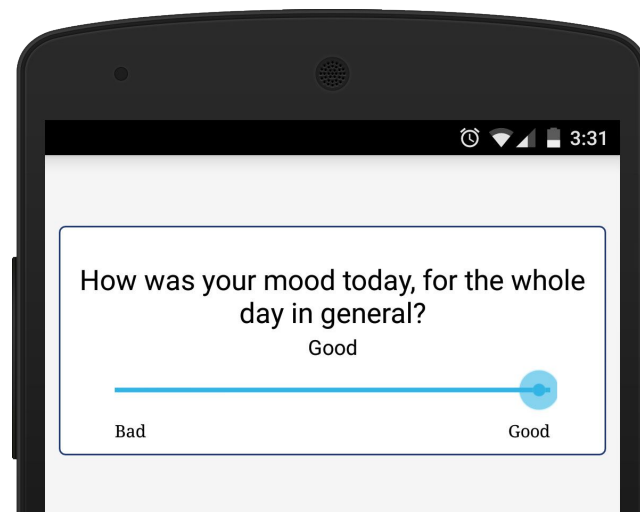 3:31
How was your mood today, for the whole
day in general?
Good
Bad Good